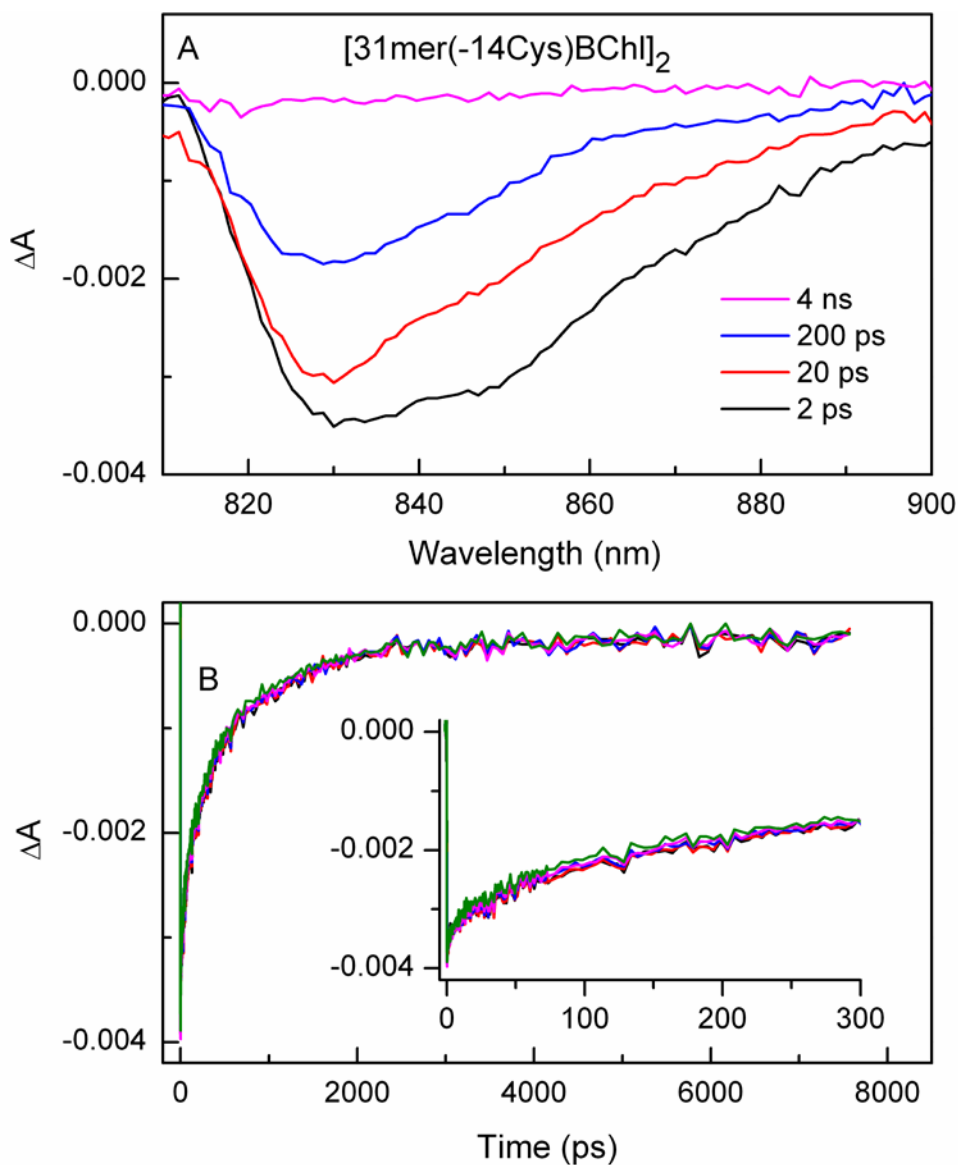 A [31mer(-14Cys)BChl]₂
0.000
-0.002
-0.004
ΔA
4 ns
200 ps
20 ps
2 ps
820 840 860 880 900
Wavelength (nm)
0.000
-0.002
-0.004
ΔA
B
0.000
-0.002
-0.004
0 100 200 300
0 2000 4000 6000 8000
Time (ps)